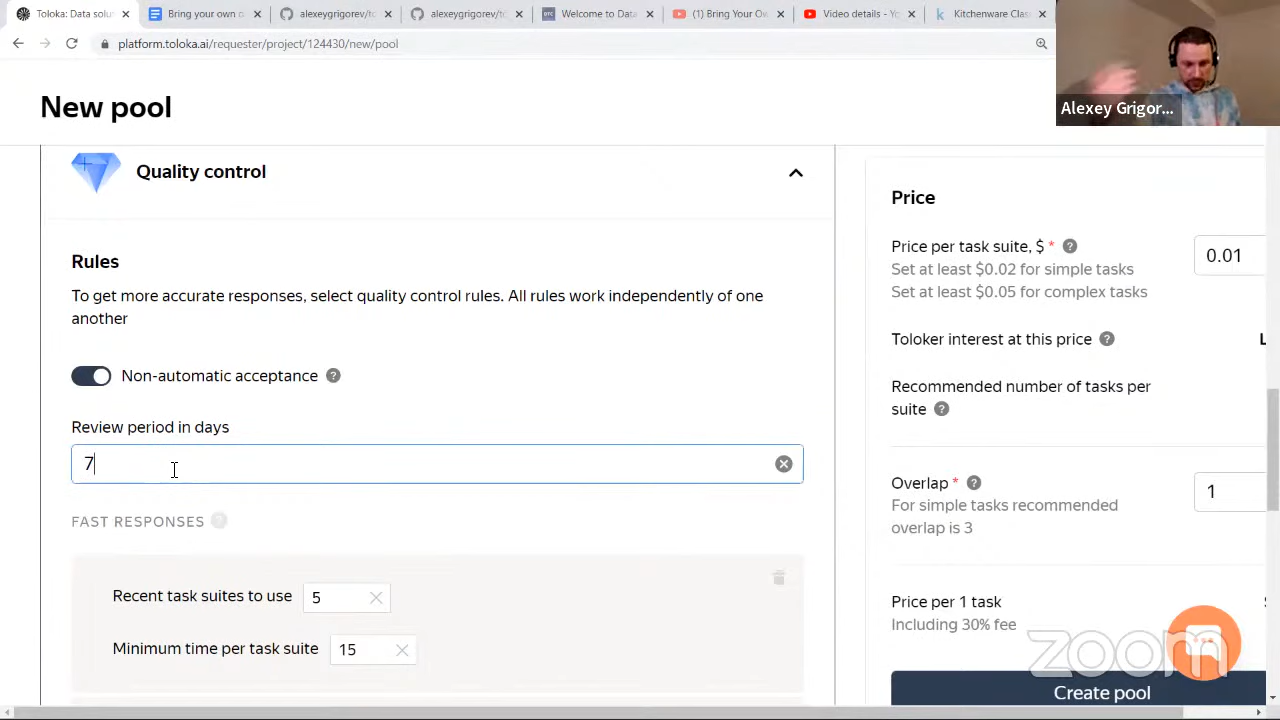 Toloka: Data solu
Bring your own c
alexeygrigorev/to
alexeygrigorev/to
Welcome to Data
(1) Bring Your Ow
Video details - Yo
Kitchenware Clas
platform.toloka.ai/requester/project/124430/new/pool
Alexey Grigor...
New pool
Quality control
Rules
To get more accurate responses, select quality control rules. All rules work independently of one
another
Non-automatic acceptance
Review period in days
7
FAST RESPONSES
Recent task suites to use
5
Minimum time per task suite
15
Price
Price per task suite, $ *
Set at least $0.02 for simple tasks
Set at least $0.05 for complex tasks
0.01
Toloker interest at this price
L
Recommended number of tasks per
suite
Overlap *
For simple tasks recommended
overlap is 3
1
Price per 1 task
Including 30% fee
zoom
Create pool